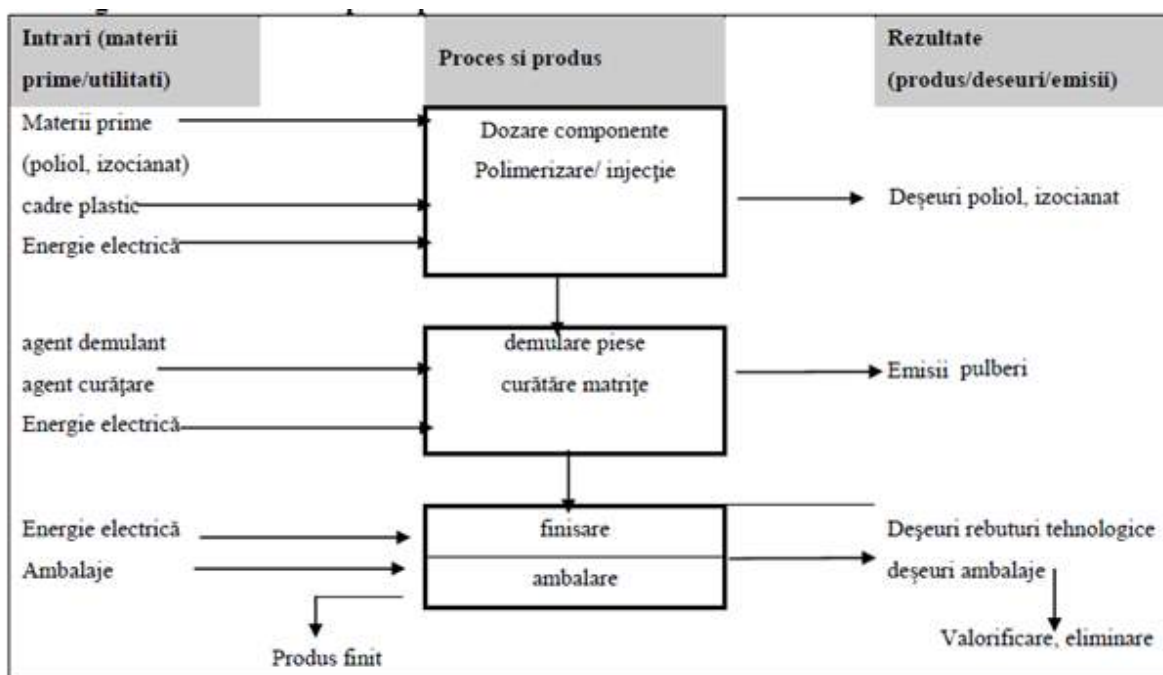 Intrari (materii
prime/utilitati)
Proces si produs
Rezultate
(produs/deseuri/emisii)
Materii prime
(poliol, izocianat)
cadre plastic
Energie electrică
Dozare componente
Polimerizare/ injecţie
Deşeuri poliol, izocianat
agent demulant
agent curăţare
Energie electrică
demulare piese
curătăre matriţe
Emisii pulberi
Energie electrică
Ambalaje
finisare
ambalare
Deşeuri rebuturi tehnologice
deşeuri ambalaje
Valorificare, eliminare
Produs finit